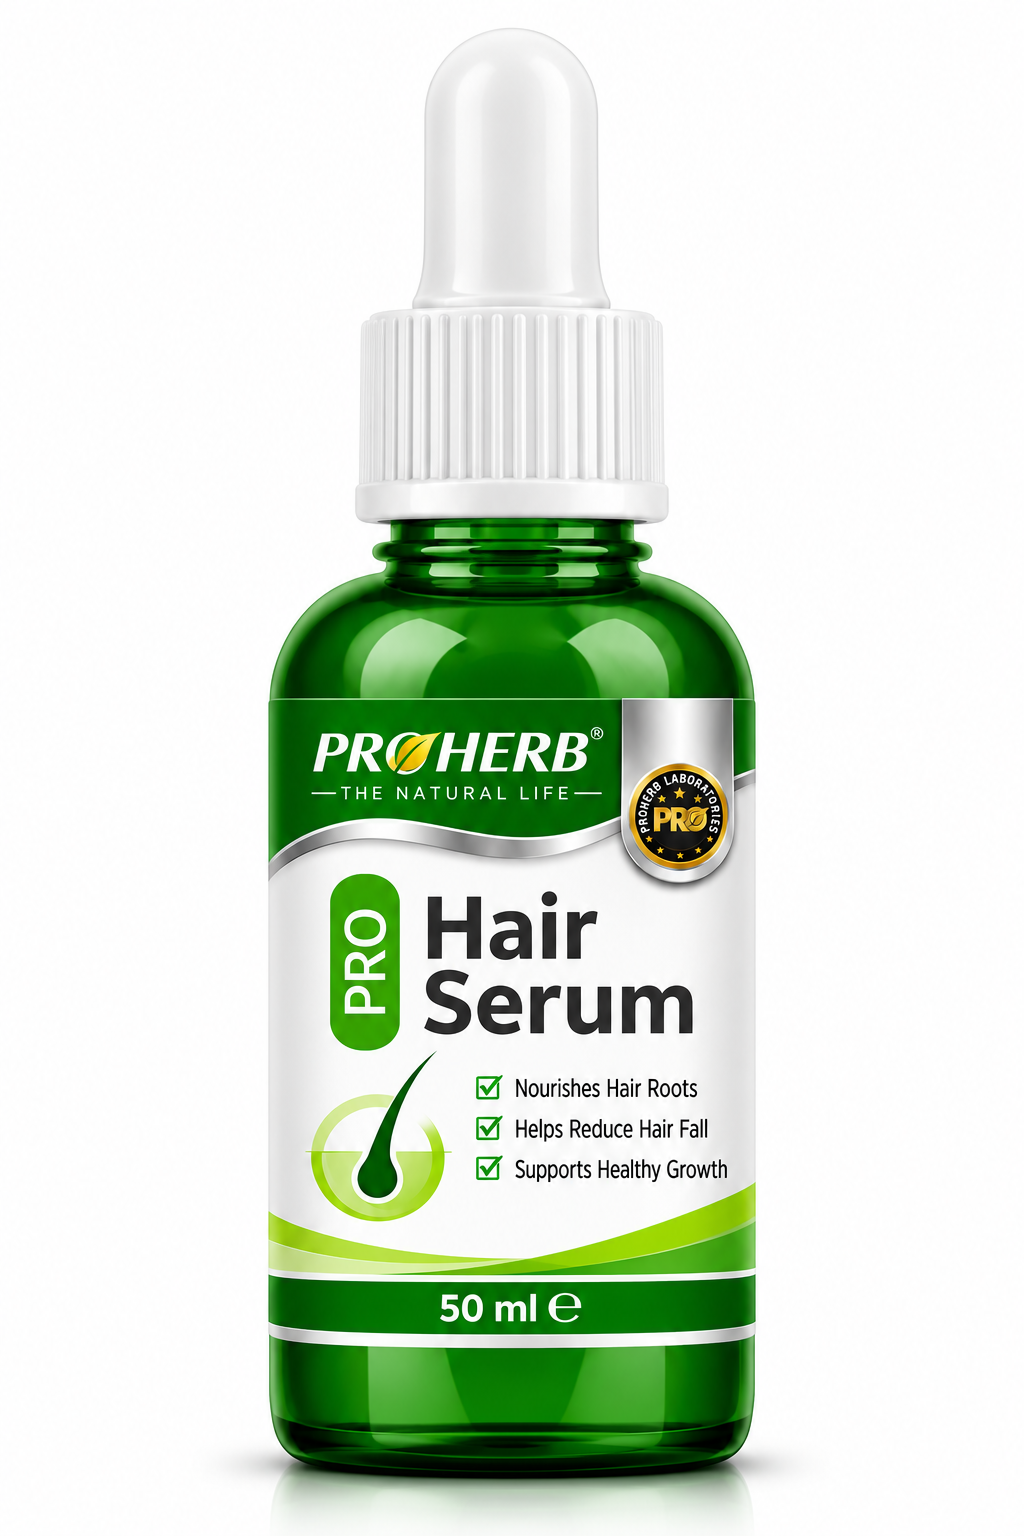 PROHERB®
THE NATURAL LIFE
PROHERB LABORATORIES
PRO
PRO
Hair
Serum
Nourishes Hair Roots
Helps Reduce Hair Fall
Supports Healthy Growth
50 ml ℮